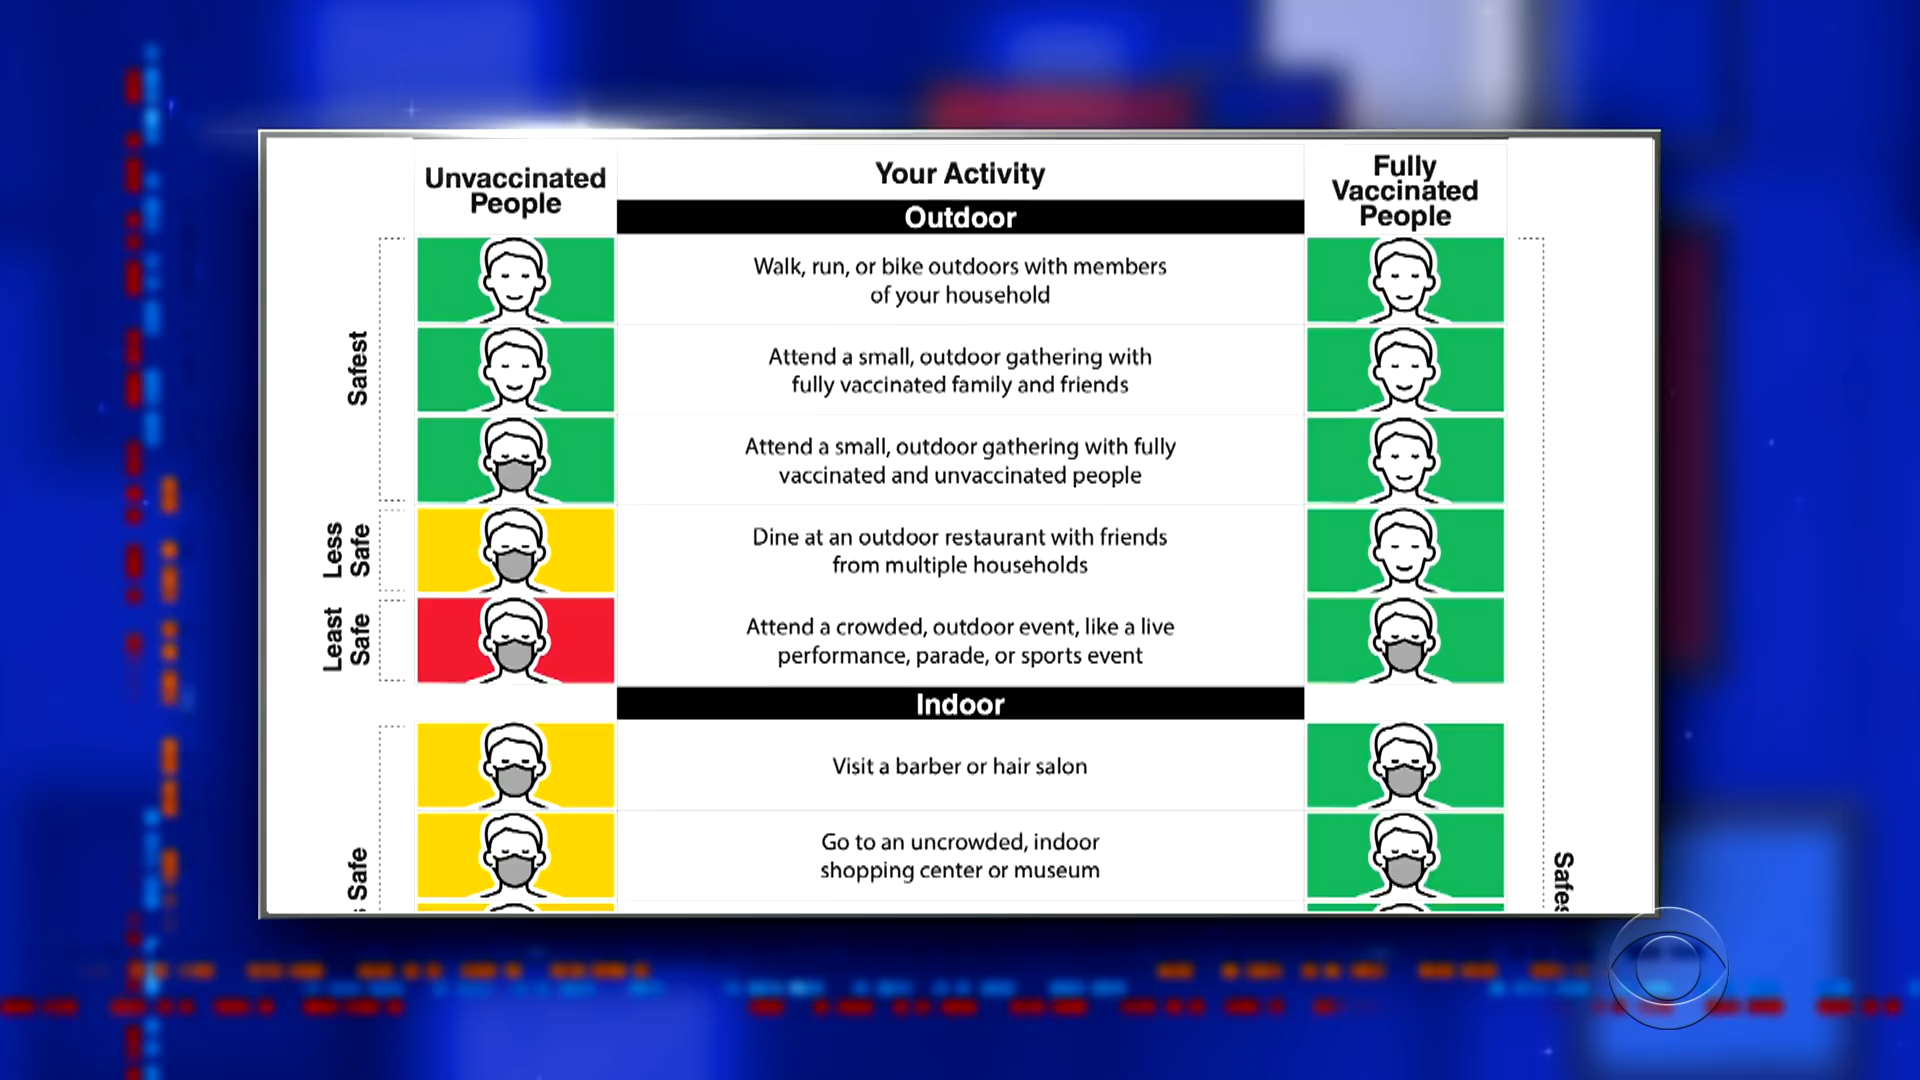 Unvaccinated
People
Your Activity
Fully
Vaccinated
People
Outdoor
Safest
Walk, run, or bike outdoors with members
of your household
Attend a small, outdoor gathering with
fully vaccinated family and friends
Attend a small, outdoor gathering with fully
vaccinated and unvaccinated people
Less
Safe
Dine at an outdoor restaurant with friends
from multiple households
Least
Safe
Attend a crowded, outdoor event, like a live
performance, parade, or sports event
Indoor
Visit a barber or hair salon
Safe
Go to an uncrowded, indoor
shopping center or museum